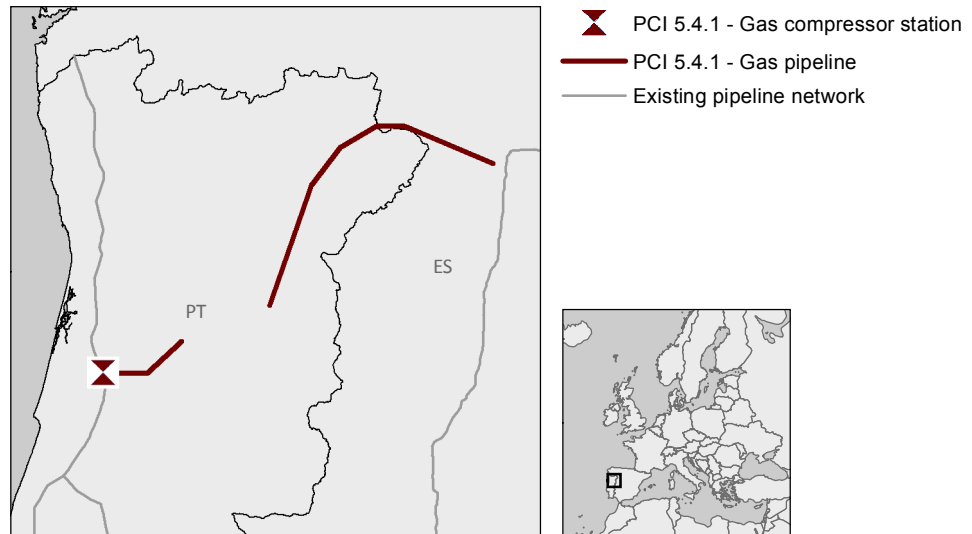 PCI 5.4.1 - Gas compressor station
PCI 5.4.1 - Gas pipeline
Existing pipeline network
ES
PT